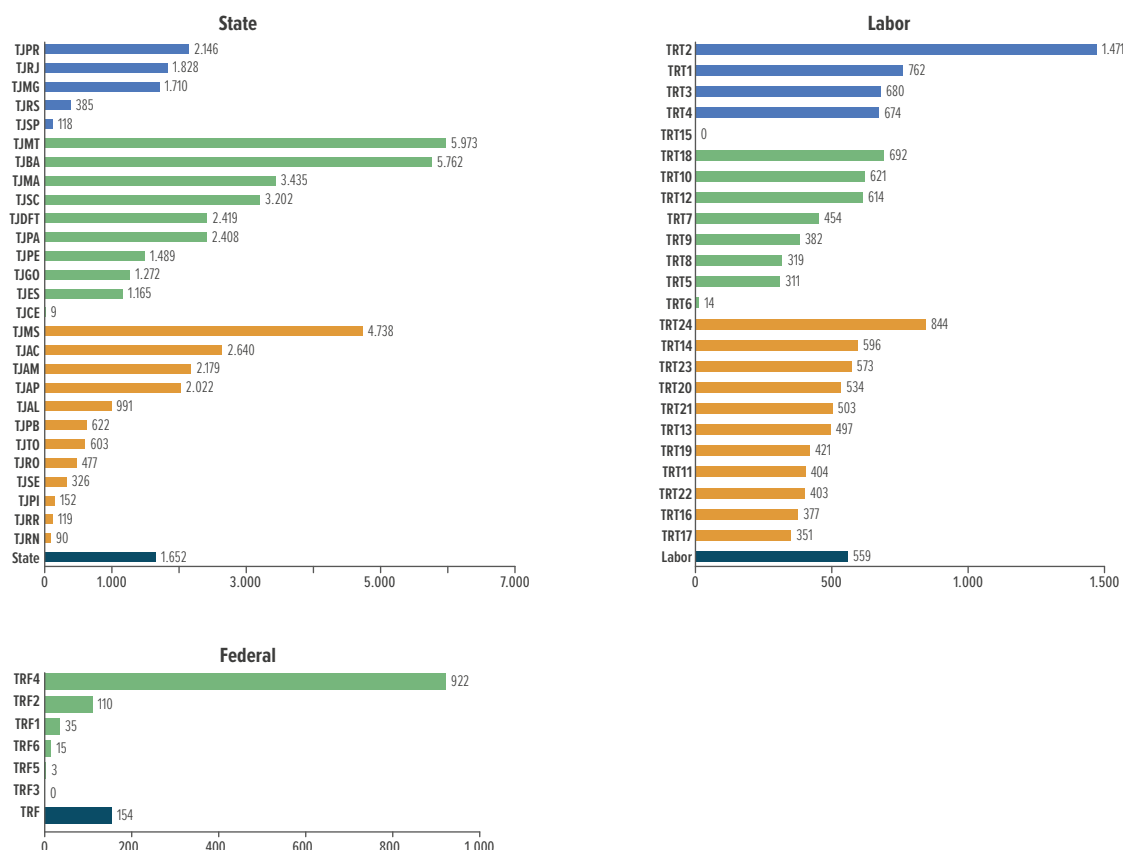 State
TJPR 2.146
TJRJ 1.828
TJMG 1.710
TJRS 385
TJSP 118
TJMT 5.973
TJBA 5.762
TJMA 3.435
TJSC 3.202
TJDFT 2.419
TJPA 2.408
TJPE 1.489
TJGO 1.272
TJES 1.165
TJCE 9
TJMS 4.738
TJAC 2.640
TJAM 2.179
TJAP 2.022
TJAL 991
TJPB 622
TJTO 603
TJRO 477
TJSE 326
TJPI 152
TJRR 119
TJRN 90
State 1.652
0 1.000 3.000 5.000 7.000
Labor
TRT2 1.471
TRT1 762
TRT3 680
TRT4 674
TRT15 0
TRT18 692
TRT10 621
TRT12 614
TRT7 454
TRT9 382
TRT8 319
TRT5 311
TRT6 14
TRT24 844
TRT14 596
TRT23 573
TRT20 534
TRT21 503
TRT13 497
TRT19 421
TRT11 404
TRT22 403
TRT16 377
TRT17 351
Labor 559
0 500 1.000 1.500
Federal
TRF4 922
TRF2 110
TRF1 35
TRF6 15
TRF5 3
TRF3 0
TRF 154
0 200 400 600 800 1.000